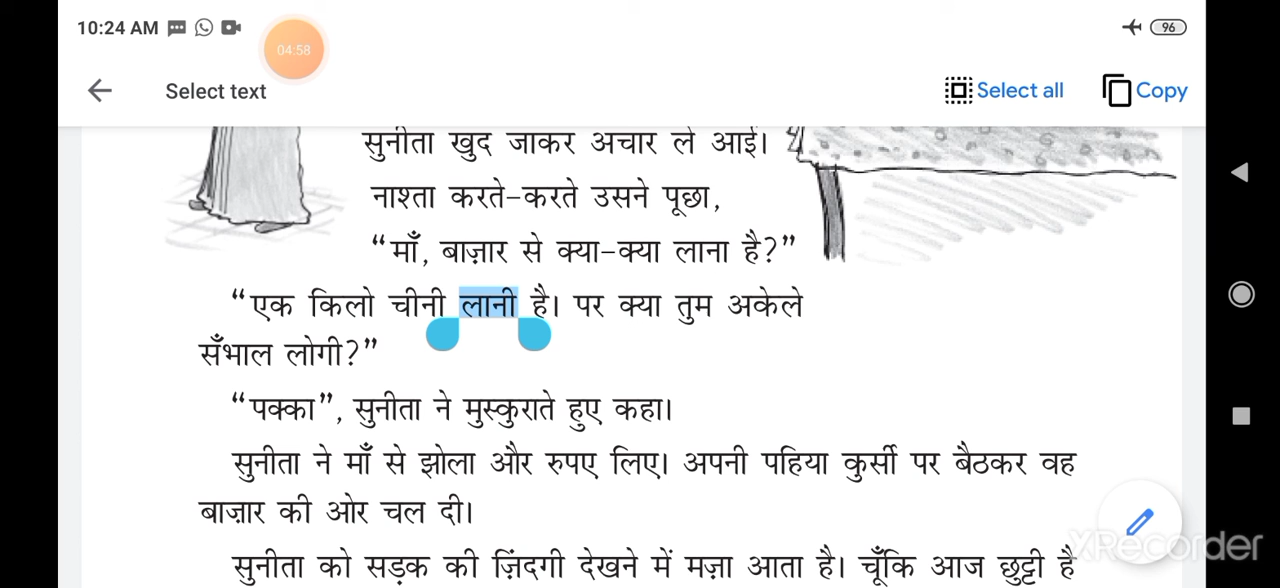 10:24 AM
04:58
96
Select text
Select all
Copy
सुनीता खुद जाकर अचार ले आई।
नाश्ता करते-करते उसने पूछा,
“माँ, बाज़ार से क्या-क्या लाना है?”
“एक किलो चीनी लानी है। पर क्या तुम अकेले
सँभाल लोगी?”
“पक्का”, सुनीता ने मुस्कुराते हुए कहा।
सुनीता ने माँ से झोला और रुपए लिए। अपनी पहिया कुर्सी पर बैठकर वह
बाज़ार की ओर चल दी।
सुनीता को सड़क की ज़िंदगी देखने में मज़ा आता है। चूँकि आज छुट्टी है
XRecorder